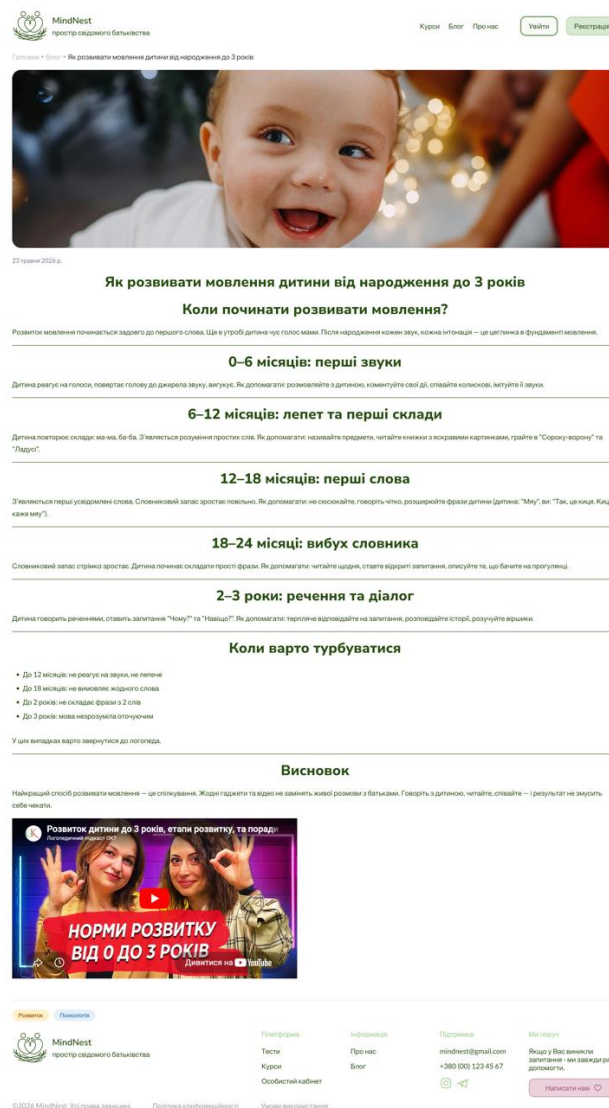 MindNest
простір свідомого батьківства
Курси Блог Про нас Увійти Реєстрація
Головна • Блог • Як розвивати мовлення дитини від народження до 3 років
23 травня 2026 р.
Як розвивати мовлення дитини від народження до 3 років
Коли починати розвивати мовлення?
Розвиток мовлення починається задовго до першого слова. Ще в утробі дитина чує голос мами. Після народження кожен звук, кожна інтонація — це цеглинка в фундаменті мовлення.
0–6 місяців: перші звуки
Дитина реагує на голоси, повертає голову до джерела звуку, вигукує. Як допомагати: розмовляйте з дитиною, коментуйте свої дії, співайте колискові, імітуйте її звуки.
6–12 місяців: лепет та перші склади
Дитина повторює склади: ма-ма, ба-ба. З'являється розуміння простих слів. Як допомагати: називайте предмети, читайте книжки з яскравими картинками, грайте в "Сороку-ворону" та
"Ладусі".
12–18 місяців: перші слова
З'являються перші усвідомлені слова. Словниковий запас зростає повільно. Як допомагати: не сюсюкайте, говоріть чітко, розширюйте фрази дитини (дитина: "Мяу", ви: "Так, це киця. Киц
каже мяу").
18–24 місяці: вибух словника
Словниковий запас стрімко зростає. Дитина починає складати прості фрази. Як допомагати: читайте щодня, ставте відкриті запитання, описуйте те, що бачите на прогулянці.
2–3 роки: речення та діалог
Дитина говорить реченнями, ставить запитання "Чому?" та "Навіщо?". Як допомагати: терпляче відповідайте на запитання, розповідайте історії, розучуйте віршики.
Коли варто турбуватися
• До 12 місяців: не реагує на звуки, не лепече
• До 18 місяців: не вимовляє жодного слова
• До 2 років: не складає фрази з 2 слів
• До 3 років: мова незрозуміла оточуючим
У цих випадках варто звернутися до логопеда.
Висновок
Найкращий спосіб розвивати мовлення — це спілкування. Жодні гаджети та відео не замінять живої розмови з батьками. Говоріть з дитиною, читайте, співайте — і результат не змусить
себе чекати.
Розвиток дитини до 3 років, етапи розвитку, та поради
Логопедичний подкаст ОК?
НОРМИ РОЗВИТКУ
ВІД 0 ДО 3 РОКІВ
Дивитися на YouTube
Розвиток Психологія
MindNest
простір свідомого батьківства
Платформа
Тести
Курси
Особистий кабінет
Інформація
Про нас
Блог
Підтримка
mindnest@gmail.com
+380 (00) 123 45 67
Ми поруч
Якщо у Вас виникли
запитання - ми завжди ра
допомогти.
Написати нам
©2026 MindNest. Усі права захищені Політика конфіденційності Умови використання